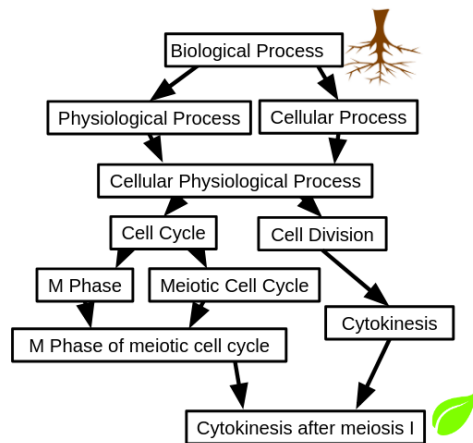 Biological Process
Physiological Process
Cellular Process
Cellular Physiological Process
Cell Cycle
Cell Division
M Phase
Meiotic Cell Cycle
Cytokinesis
M Phase of meiotic cell cycle
Cytokinesis after meiosis I